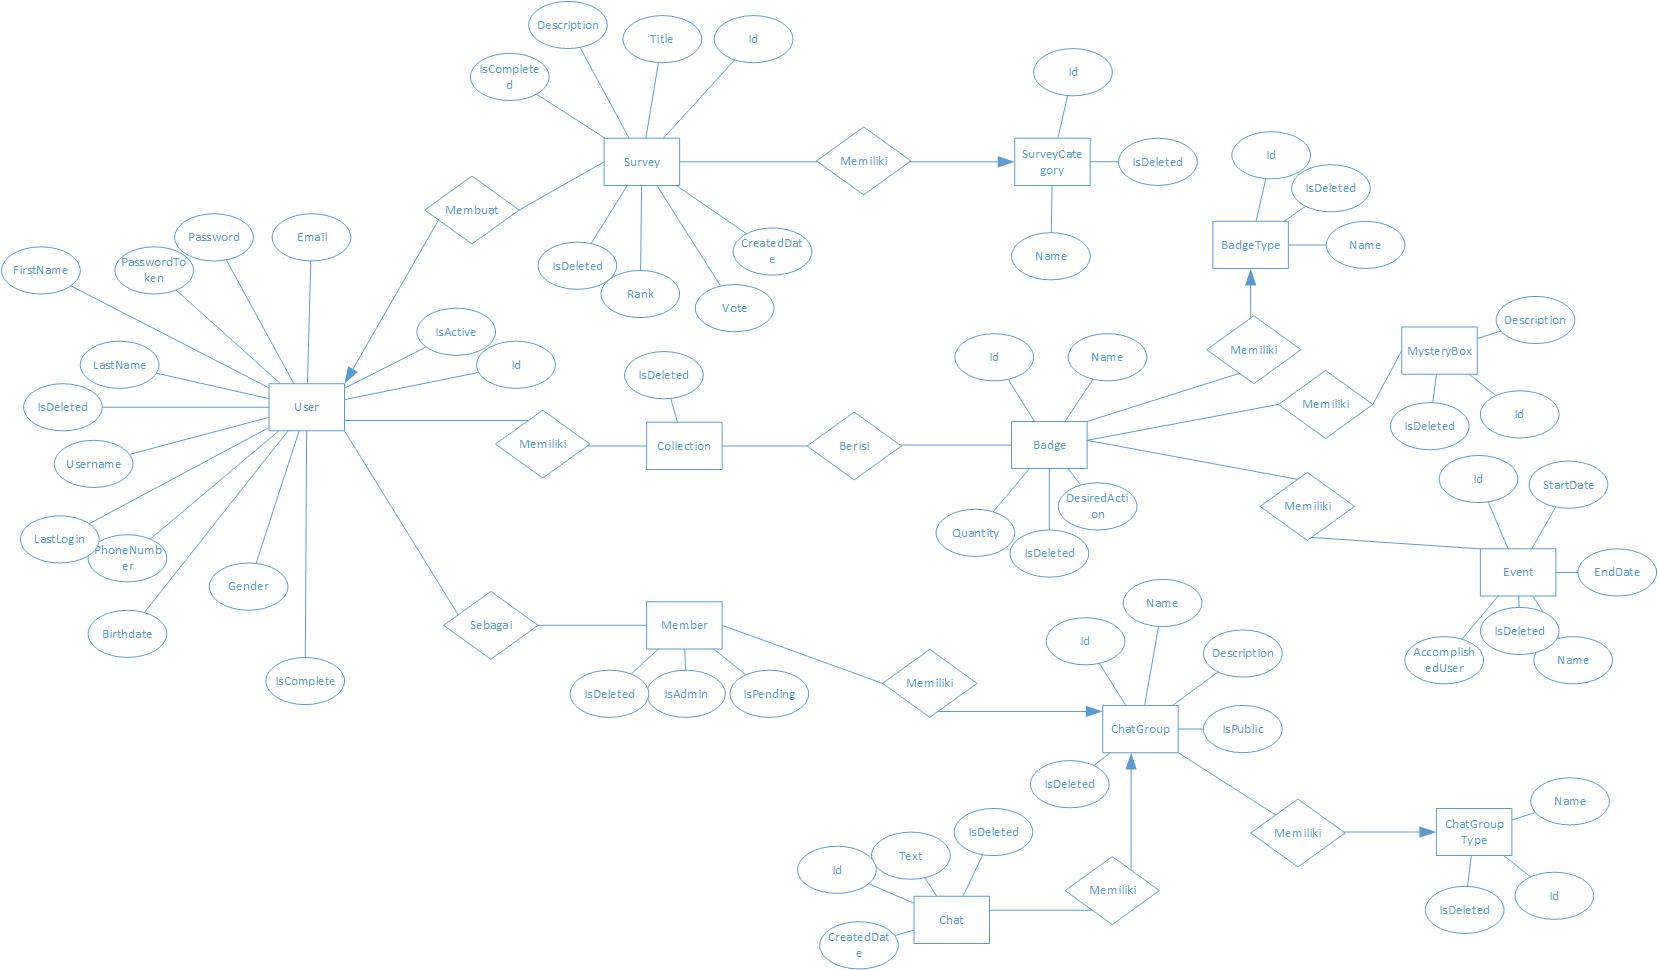 Description
Title
Id
IsComplete
d
Id
Survey
Memiliki
SurveyCate
gory
IsDeleted
Id
IsDeleted
Membuat
Password
Email
CreatedDat
e
Name
BadgeType
Name
FirstName
PasswordTo
ken
IsDeleted
Rank
Vote
IsActive
Description
Memiliki
MysteryBox
LastName
Id
IsDeleted
Id
Name
IsDeleted
User
Memiliki
Id
IsDeleted
Memiliki
Collection
Berisi
Badge
Username
Id
StartDate
DesiredActi
on
Memiliki
LastLogin
PhoneNumb
er
Quantity
IsDeleted
Event
EndDate
Gender
Name
Birthdate
Sebagai
Member
Id
IsDeleted
Description
Accomplish
edUser
Name
IsComplete
IsDeleted
IsAdmin
IsPending
Memiliki
ChatGroup
IsPublic
IsDeleted
Name
IsDeleted
Memiliki
ChatGroup
Type
Id
Text
Memiliki
Id
IsDeleted
Chat
CreatedDat
e